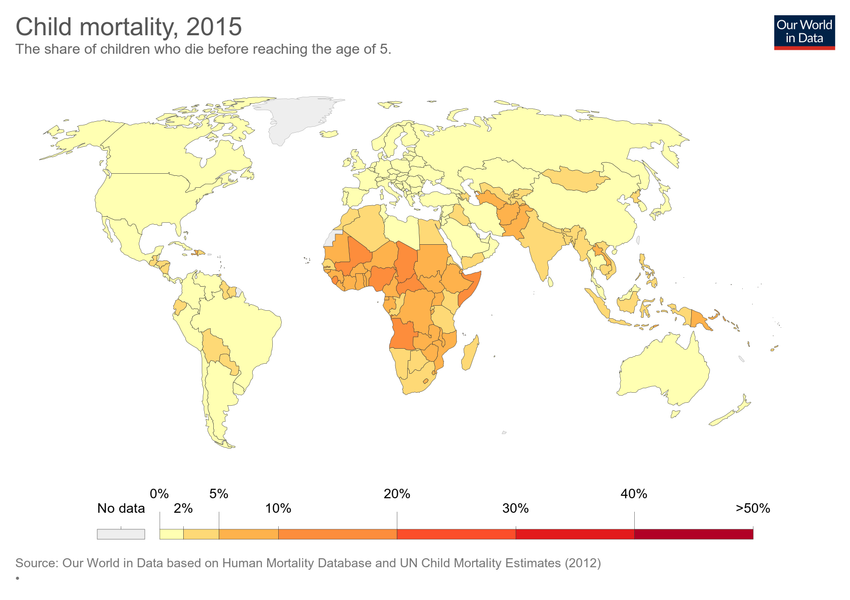 Child mortality, 2015
The share of children who die before reaching the age of 5.
Our World
in Data
No data
0%
2%
5%
10%
20%
30%
40%
>50%
Source: Our World in Data based on Human Mortality Database and UN Child Mortality Estimates (2012)
•